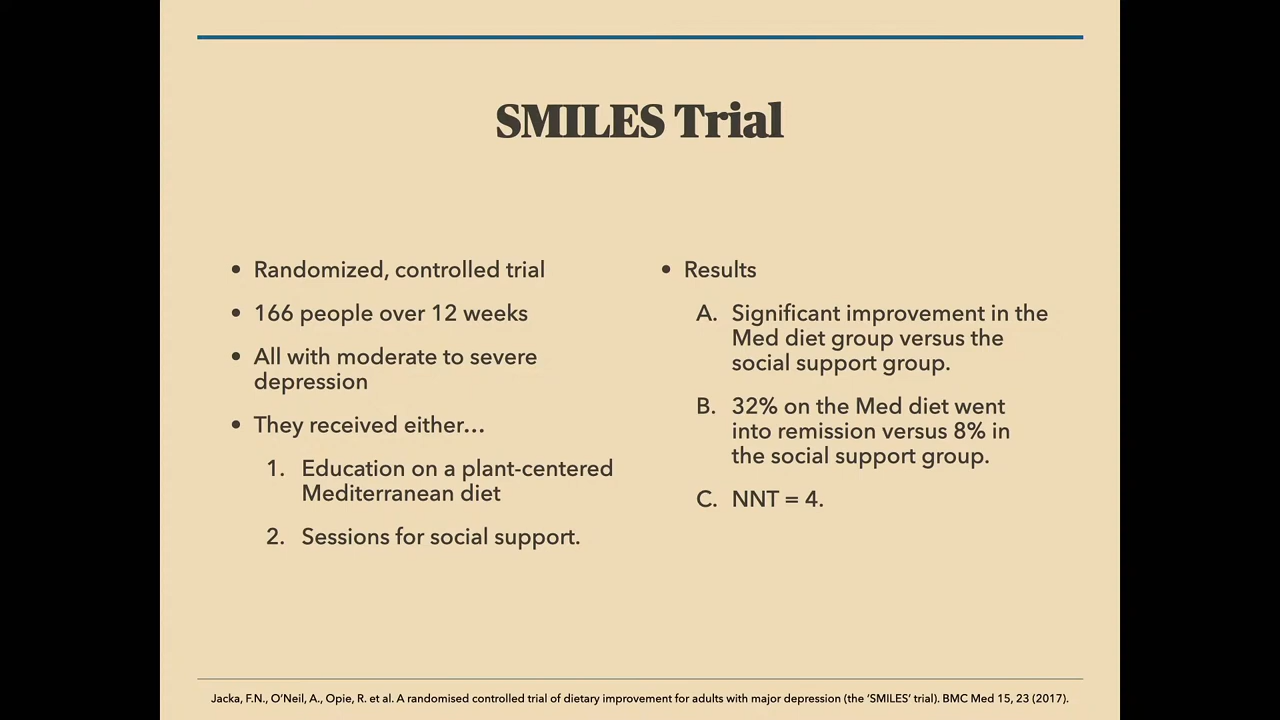 SMILES Trial
• Randomized, controlled trial
• 166 people over 12 weeks
• All with moderate to severe
depression
• They received either…
1. Education on a plant-centered
Mediterranean diet
2. Sessions for social support.
• Results
A. Significant improvement in the
Med diet group versus the
social support group.
B. 32% on the Med diet went
into remission versus 8% in
the social support group.
C. NNT = 4.
Jacka, F.N., O’Neil, A., Opie, R. et al. A randomised controlled trial of dietary improvement for adults with major depression (the ‘SMILES’ trial). BMC Med 15, 23 (2017).